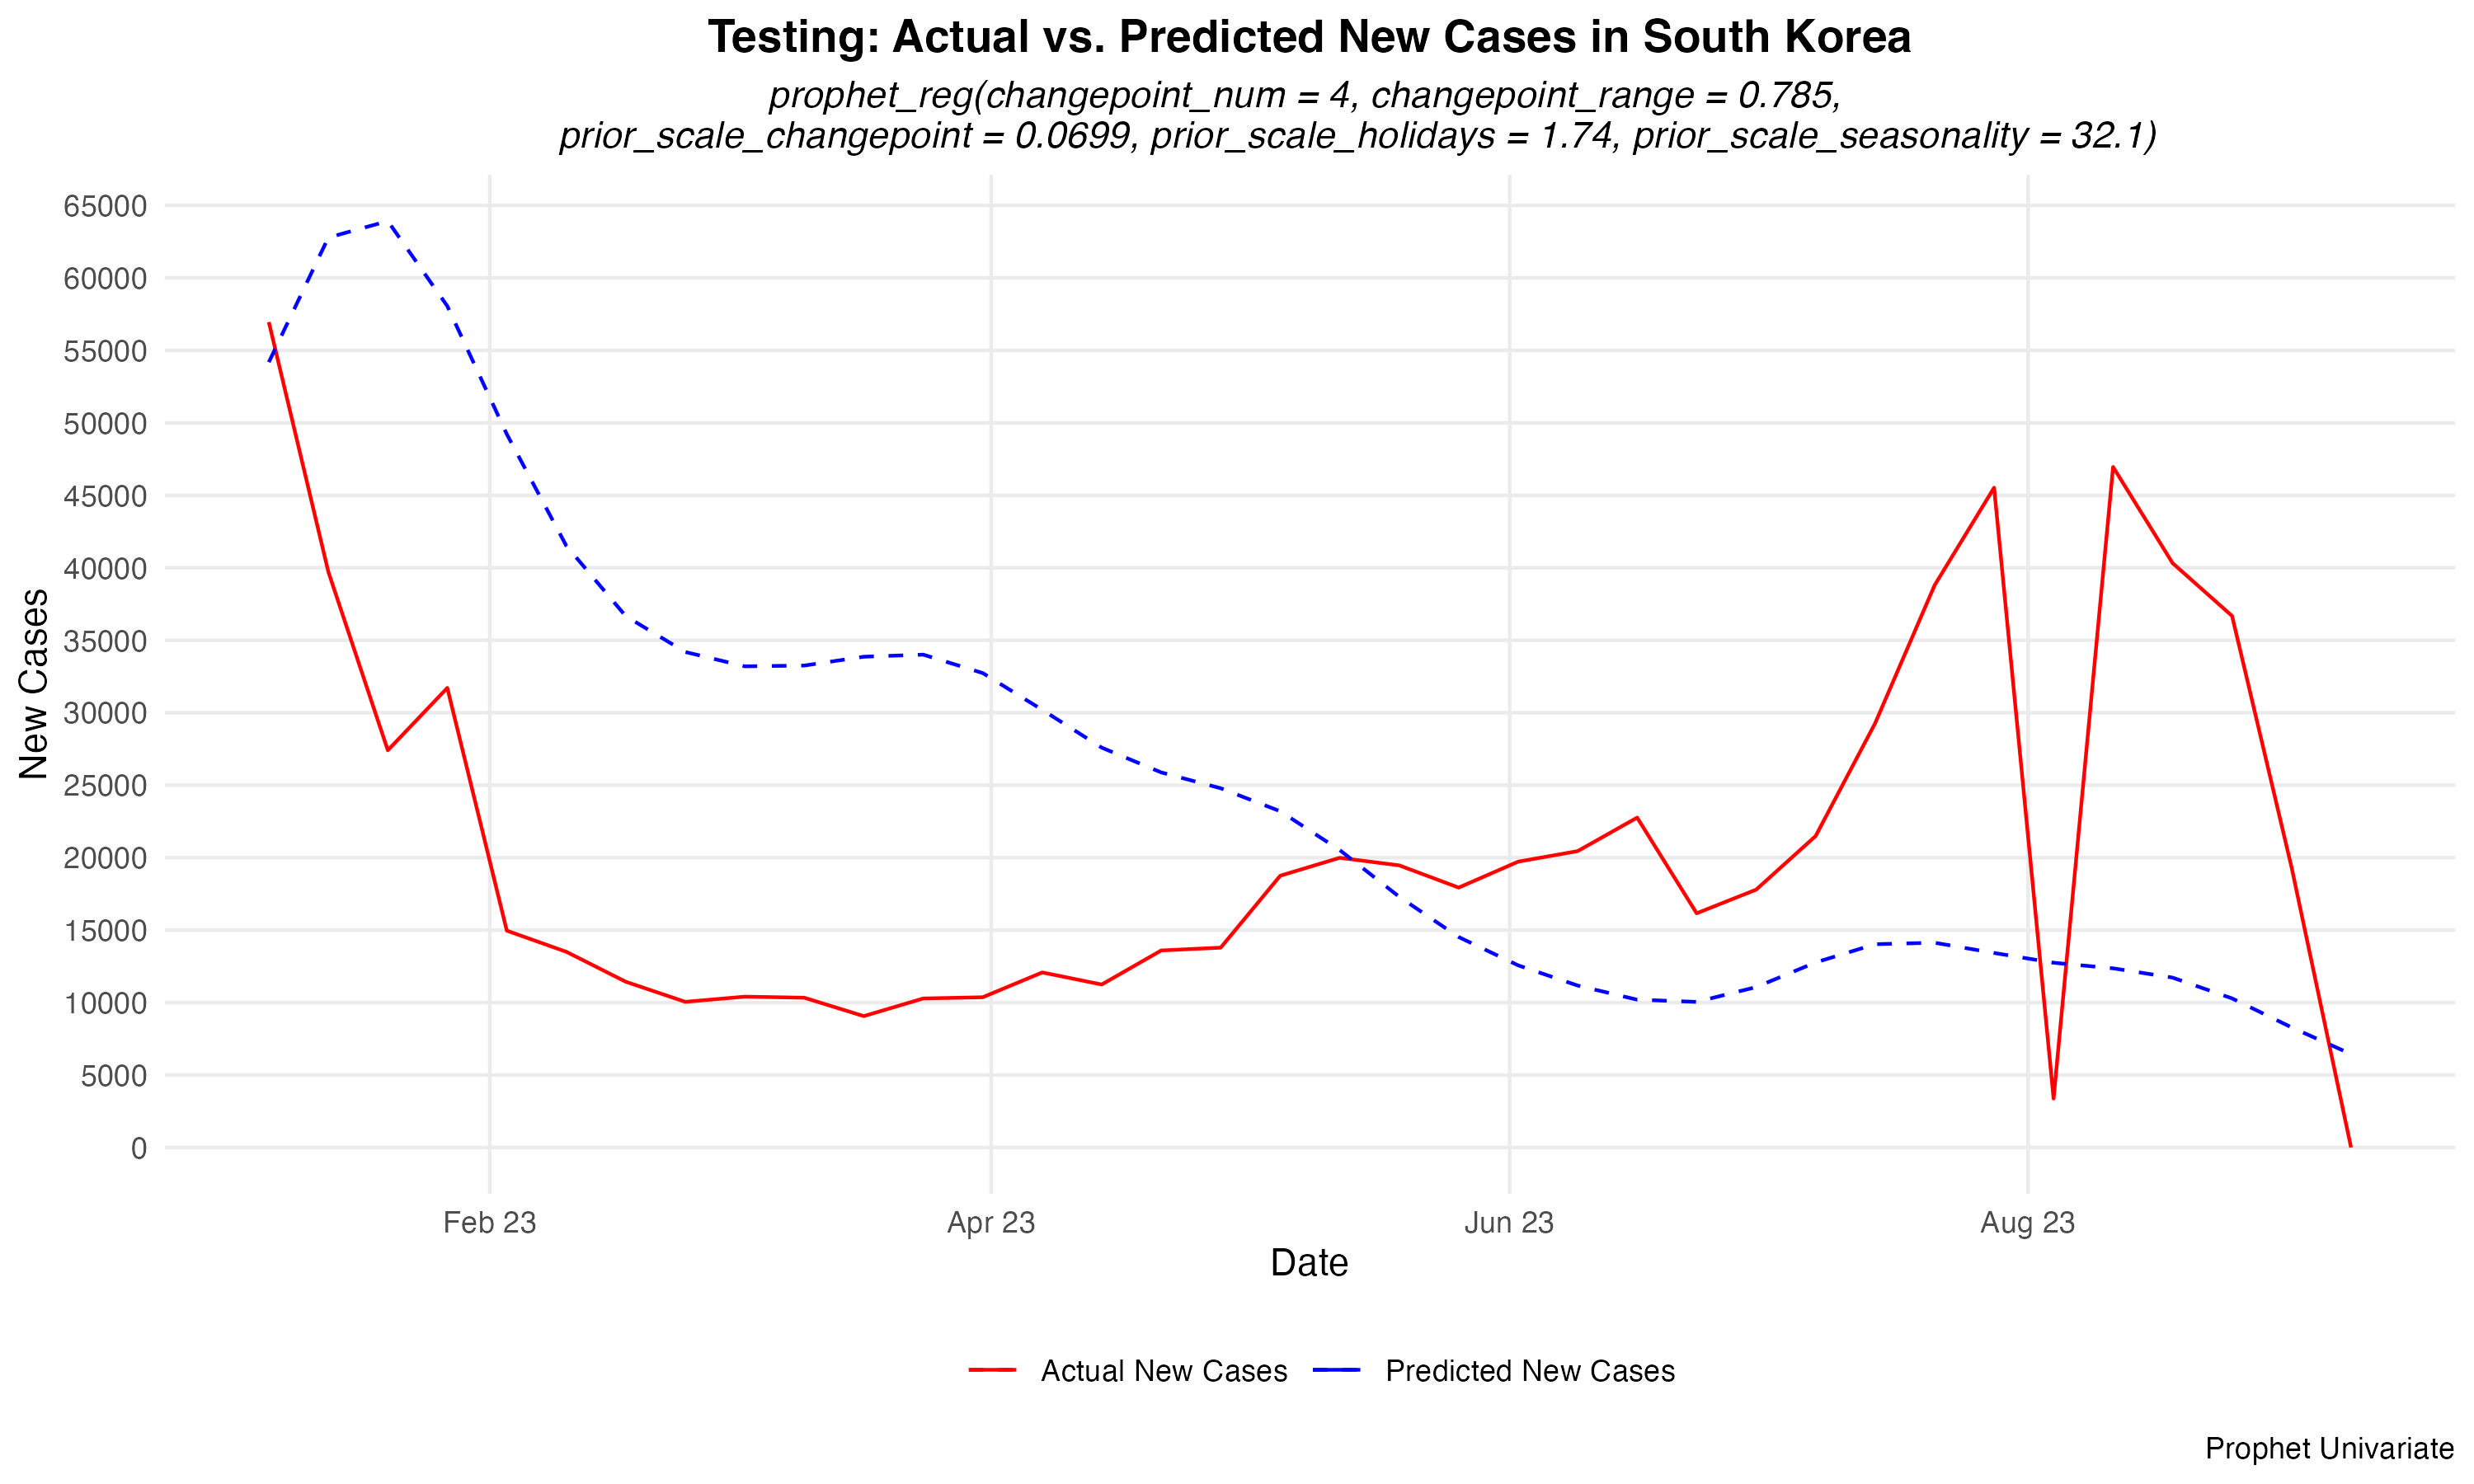 Testing: Actual vs. Predicted New Cases in South Korea
prophet_reg(changepoint_num = 4, changepoint_range = 0.785,
prior_scale_changepoint = 0.0699, prior_scale_holidays = 1.74, prior_scale_seasonality = 32.1)
65000
60000
55000
50000
45000
40000
35000
30000
25000
20000
15000
10000
5000
0
New Cases
Feb 23
Apr 23
Jun 23
Aug 23
Date
Actual New Cases
Predicted New Cases
Prophet Univariate